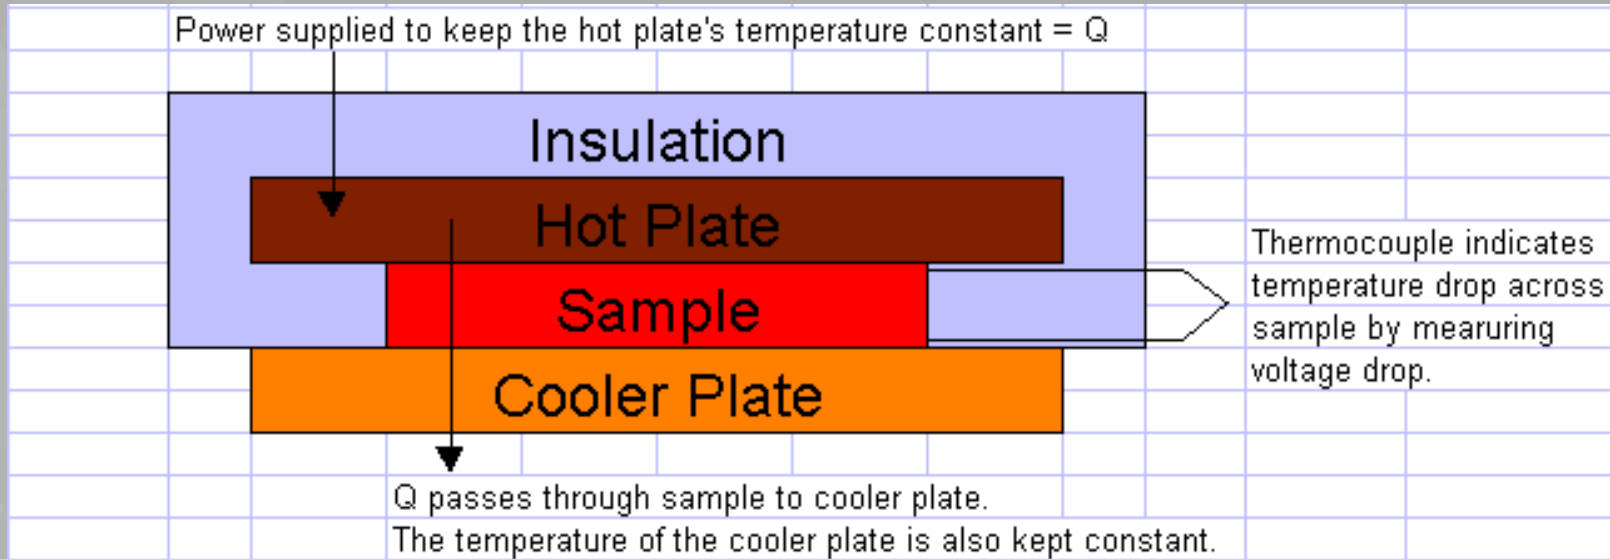 Power supplied to keep the hot plate's temperature constant = Q
Insulation
Hot Plate
Sample
Cooler Plate
Thermocouple indicates
temperature drop across
sample by mearuring
voltage drop.
Q passes through sample to cooler plate.
The temperature of the cooler plate is also kept constant.